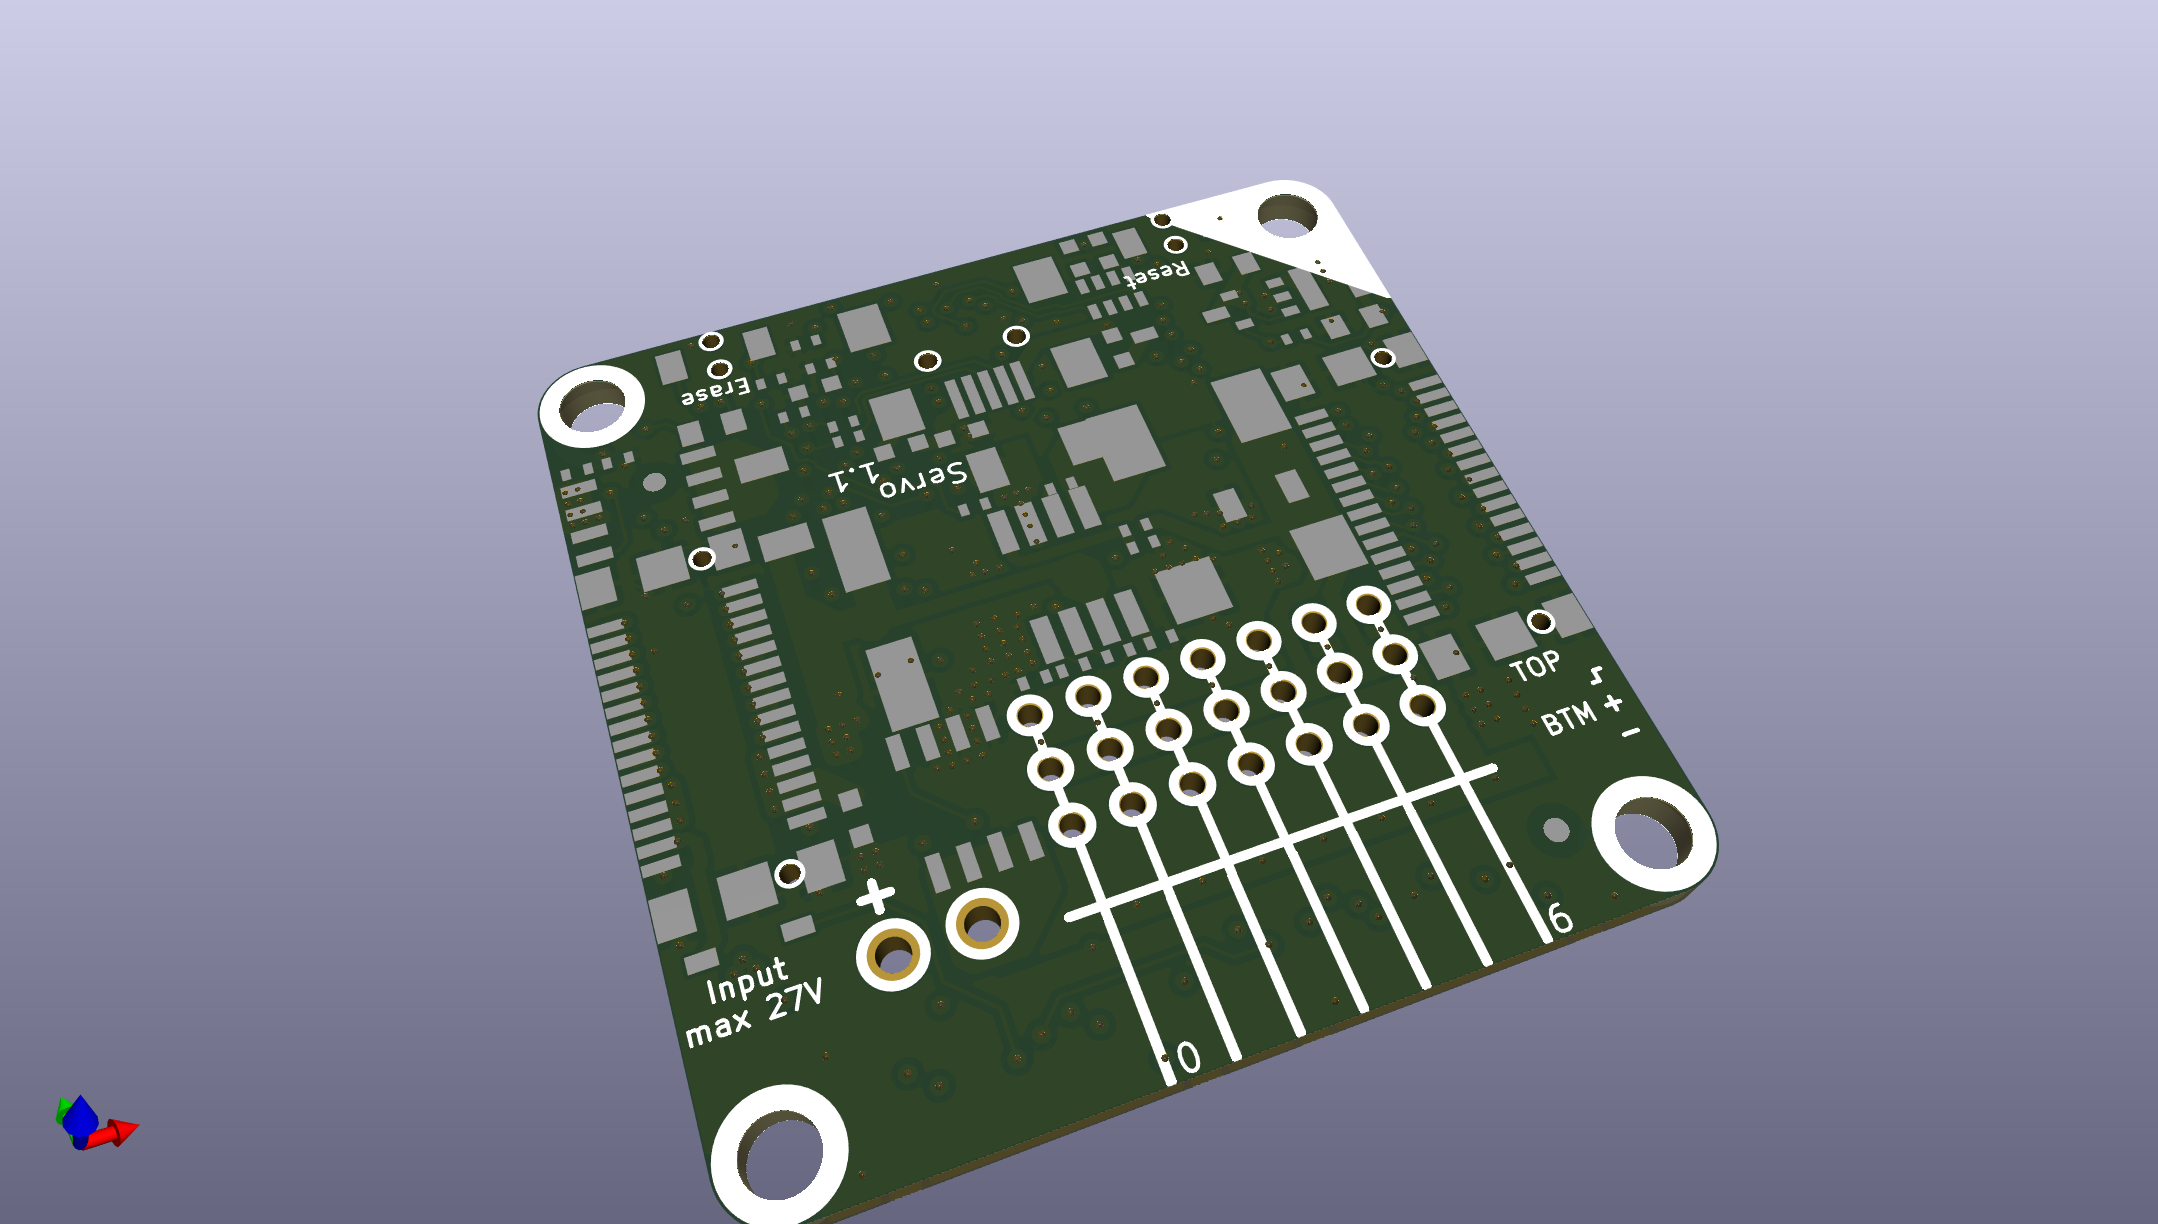 Reset
Erase
Servo
1.1
TOP
BTM +
-
+
6
Input
max 27V
0